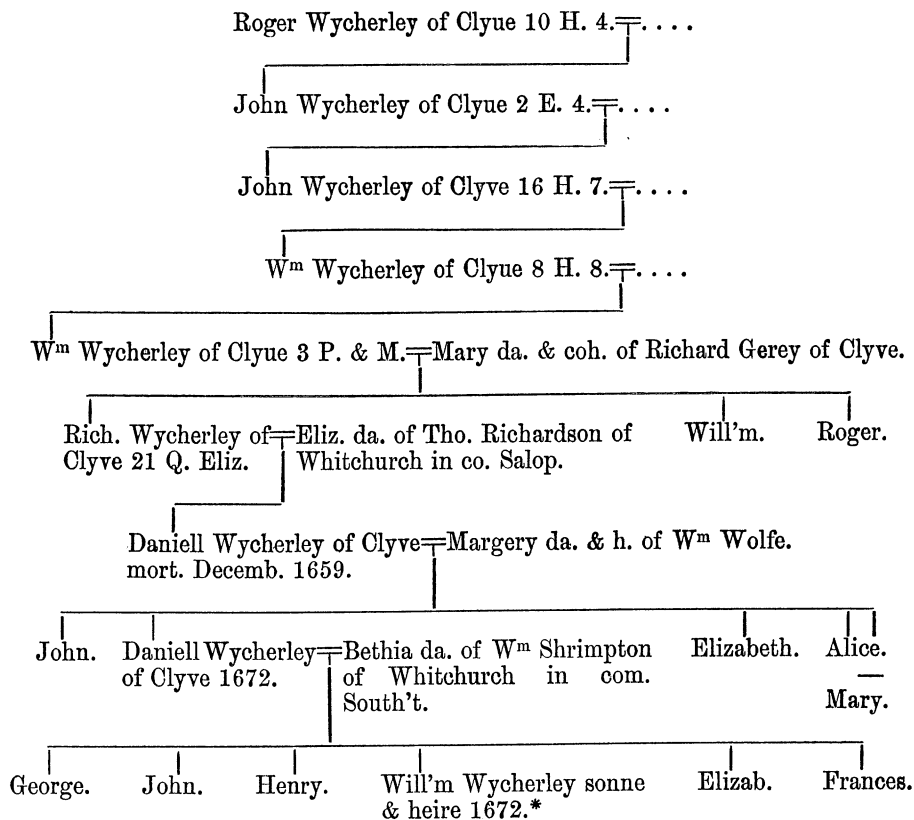 Roger Wycherley of Clyue 10 H. 4.=. . . .
John Wycherley of Clyue 2 E. 4.=. . . .
John Wycherley of Clyve 16 H. 7.=. . . .
Wᵐ Wycherley of Clyue 8 H. 8.=. . . .
Wᵐ Wycherley of Clyue 3 P. & M.=Mary da. & coh. of Richard Gerey of Clyve.
Rich. Wycherley of=Eliz. da. of Tho. Richardson of Will'm. Roger.
Clyve 21 Q. Eliz. Whitchurch in co. Salop.
Daniell Wycherley of Clyve=Margery da. & h. of Wᵐ Wolfe.
mort. Decemb. 1659.
John. Daniell Wycherley=Bethia da. of Wᵐ Shrimpton Elizabeth. Alice.
of Clyve 1672. of Whitchurch in com. —
South't. Mary.
George. John. Henry. Will'm Wycherley sonne Elizab. Frances.
& heire 1672.*